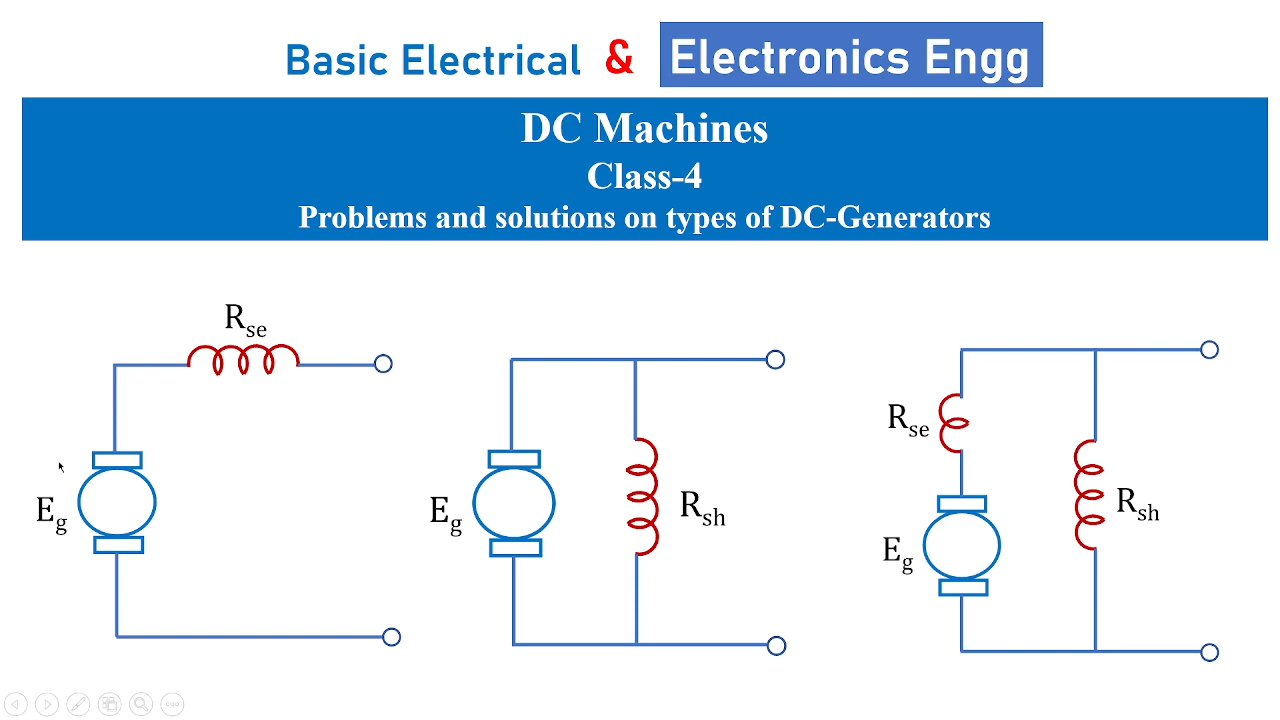 Basic Electrical & Electronics Engg
DC Machines
Class-4
Problems and solutions on types of DC-Generators
Rse
Eg
Eg
Rsh
Rse
Eg
Rsh